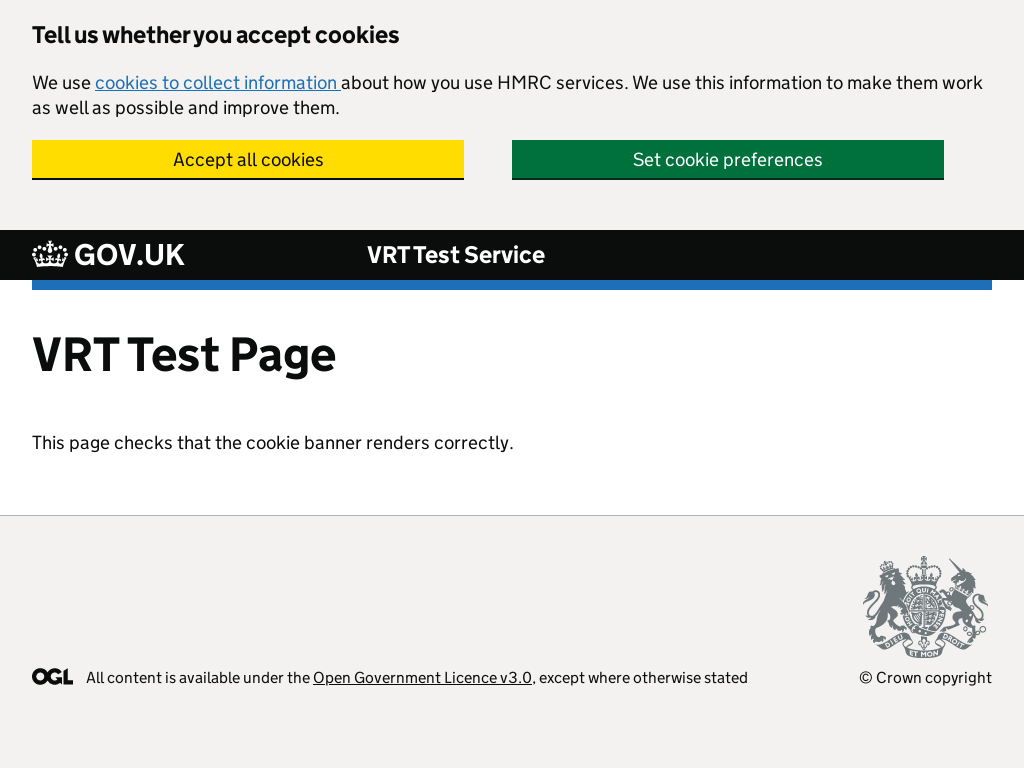 Tell us whether you accept cookies
We use cookies to collect information about how you use HMRC services. We use this information to make them work
as well as possible and improve them.
Accept all cookies
Set cookie preferences
GOV.UK
VRT Test Service
VRT Test Page
This page checks that the cookie banner renders correctly.
DIEU ET MON DROIT
OGL
All content is available under the Open Government Licence v3.0, except where otherwise stated
© Crown copyright